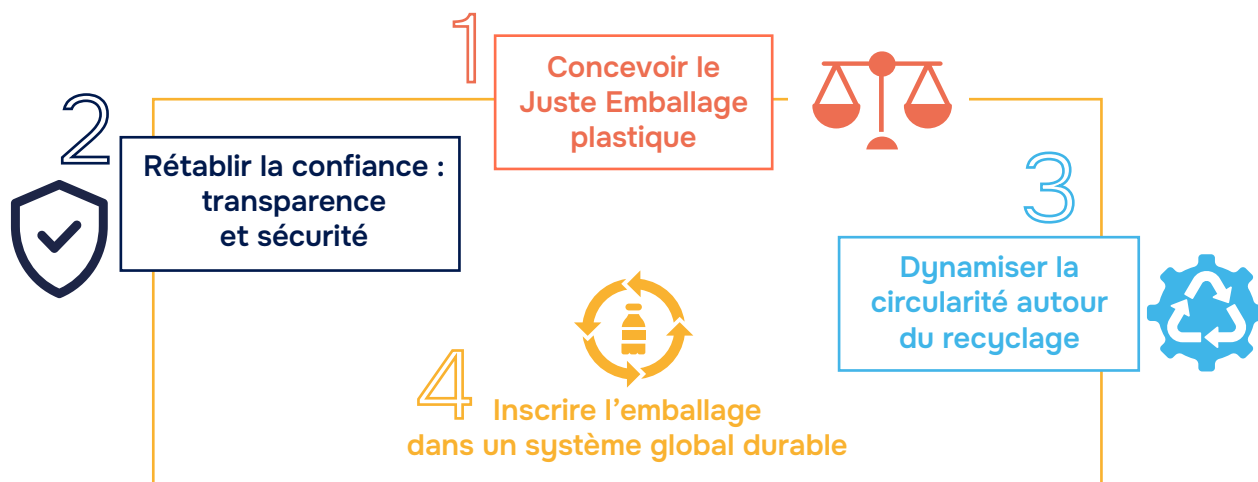 1
Concevoir le
Juste Emballage
plastique
2
Rétablir la confiance :
transparence
et sécurité
3
Dynamiser la
circularité autour
du recyclage
4
Inscrire l’emballage
dans un système global durable